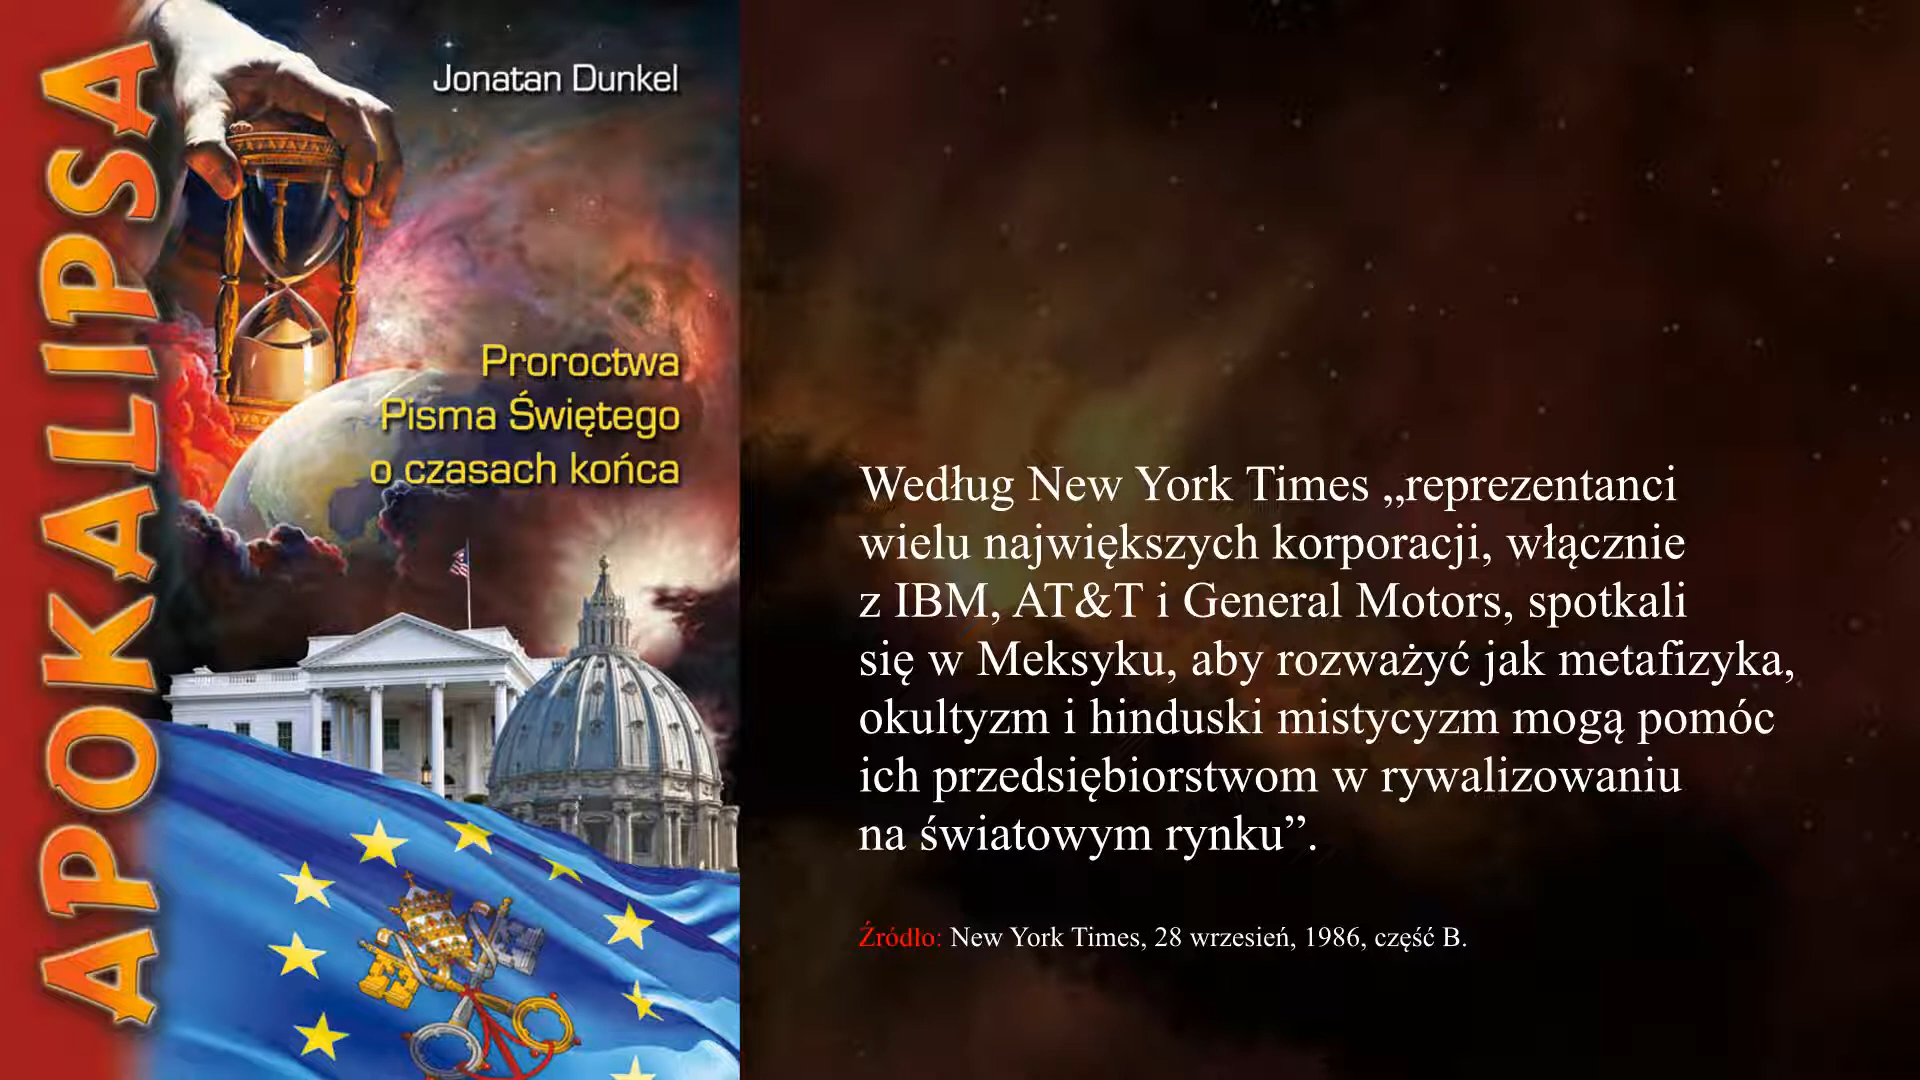 APOKALIPSA
Jonatan Dunkel
Proroctwa
Pisma Świętego
o czasach końca
Według New York Times „reprezentanci
wielu największych korporacji, włącznie
z IBM, AT&T i General Motors, spotkali
się w Meksyku, aby rozważyć jak metafizyka,
okultyzm i hinduski mistycyzm mogą pomóc
ich przedsiębiorstwom w rywalizowaniu
na światowym rynku”.
Źródło: New York Times, 28 wrzesień, 1986, część B.